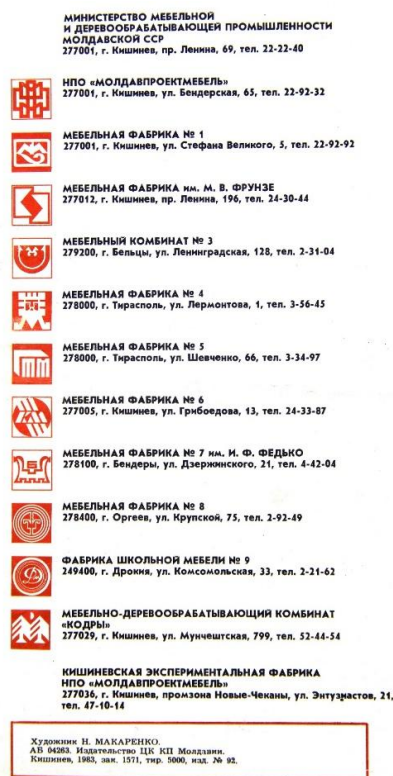 МИНИСТЕРСТВО МЕБЕЛЬНОЙ
И ДЕРЕВООБРАБАТЫВАЮЩЕЙ ПРОМЫШЛЕННОСТИ
МОЛДАВСКОЙ ССР
277001, г. Кишинев, пр. Ленина, 69, тел. 22-22-40
НПО «МОЛДАВПРОЕКТМЕБЕЛЬ»
277001, г. Кишинев, ул. Бендерская, 65, тел. 22-92-32
МЕБЕЛЬНАЯ ФАБРИКА № 1
277001, г. Кишинев, ул. Стефана Великого, 5, тел. 22-92-92
МЕБЕЛЬНАЯ ФАБРИКА им. М. В. ФРУНЗЕ
277012, г. Кишинев, пр. Ленина, 196, тел. 24-30-44
МЕБЕЛЬНЫЙ КОМБИНАТ № 3
279200, г. Бельцы, ул. Ленинградская, 128, тел. 2-31-04
МЕБЕЛЬНАЯ ФАБРИКА № 4
278000, г. Тирасполь, ул. Лермонтова, 1, тел. 3-56-45
МЕБЕЛЬНАЯ ФАБРИКА № 5
278000, г. Тирасполь, ул. Шевченко, 66, тел. 3-34-97
МЕБЕЛЬНАЯ ФАБРИКА № 6
277005, г. Кишинев, ул. Грибоедова, 13, тел. 24-33-87
МЕБЕЛЬНАЯ ФАБРИКА № 7 им. И. Ф. ФЕДЬКО
278100, г. Бендеры, ул. Дзержинского, 21, тел. 4-42-04
МЕБЕЛЬНАЯ ФАБРИКА № 8
278400, г. Оргеев, ул. Крупской, 75, тел. 2-92-49
ФАБРИКА ШКОЛЬНОЙ МЕБЕЛИ № 9
249400, г. Дрокия, ул. Комсомольская, 33, тел. 2-21-62
МЕБЕЛЬНО-ДЕРЕВООБРАБАТЫВАЮЩИЙ КОМБИНАТ
«КОДРЫ»
277029, г. Кишинев, ул. Мунчештская, 799, тел. 52-44-54
КИШИНЕВСКАЯ ЭКСПЕРИМЕНТАЛЬНАЯ ФАБРИКА
НПО «МОЛДАВПРОЕКТМЕБЕЛЬ»
277036, г. Кишинев, промзона Новые-Чеканы, ул. Энтузиастов, 21,
тел. 47-10-14
Художник Н. МАКАРЕНКО.
АБ 04263. Издательство ЦК КП Молдавии.
Кишинев, 1983, зак. 1571, тир. 5000, изд. № 92.